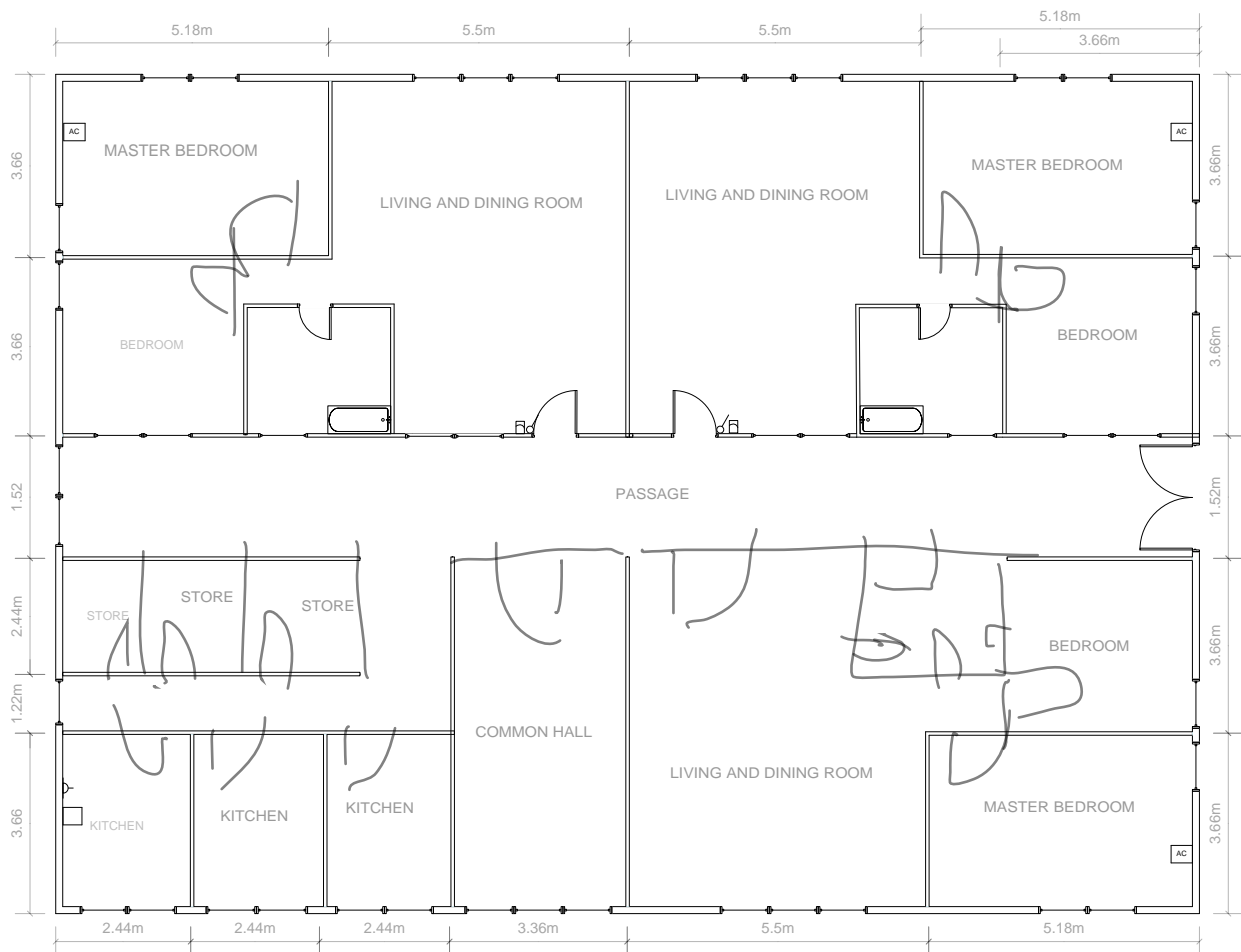 5.18m 5.5m 5.5m 5.18m
3.66m
AC
MASTER BEDROOM
LIVING AND DINING ROOM
LIVING AND DINING ROOM
AC
MASTER BEDROOM
3.66
3.66m
BEDROOM
BEDROOM
3.66
3.66m
PASSAGE
1.52
1.52m
STORE
STORE
STORE
BEDROOM
2.44m
3.66m
1.22m
COMMON HALL
LIVING AND DINING ROOM
MASTER BEDROOM
KITCHEN
KITCHEN
KITCHEN
AC
3.66
3.66m
2.44m 2.44m 2.44m 3.36m 5.5m 5.18m